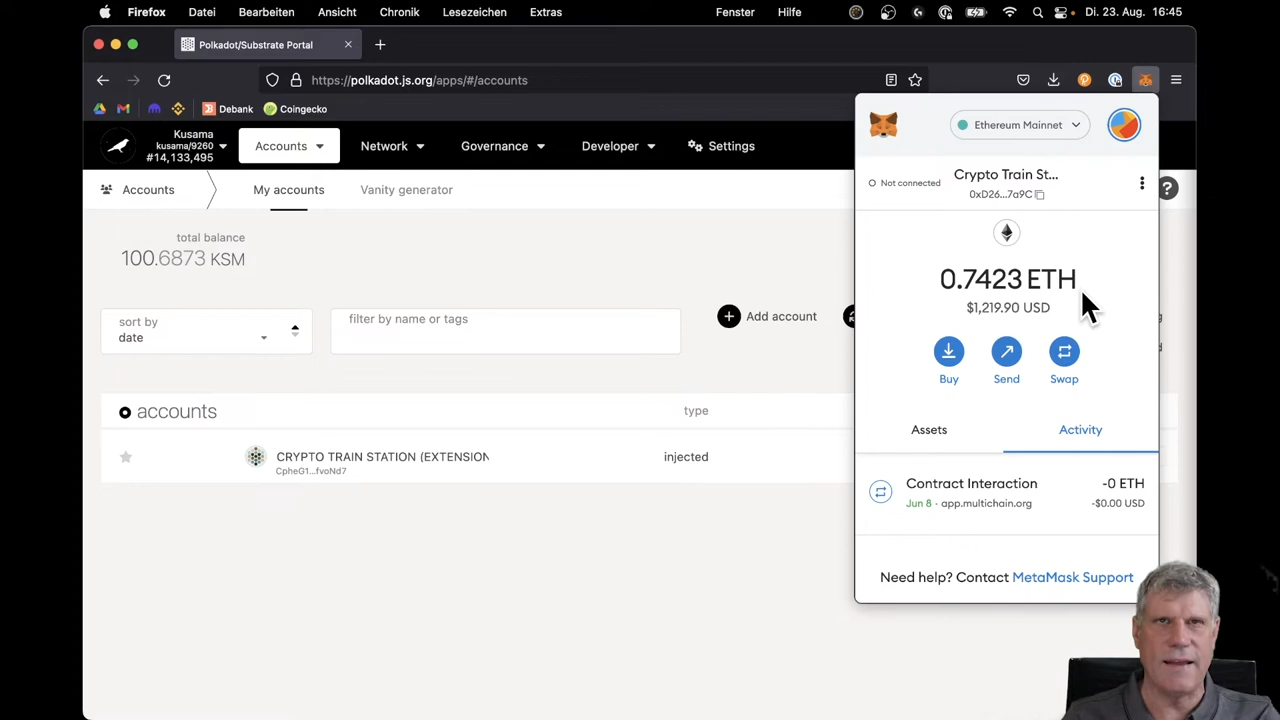 Firefox Datei Bearbeiten Ansicht Chronik Lesezeichen Extras Fenster Hilfe Di. 23. Aug. 16:45
Polkadot/Substrate Portal
https://polkadot.js.org/apps/#/accounts
Debank Coingecko
Kusama
kusama/9260
#14,133,495
Accounts Network Governance Developer Settings
Accounts My accounts Vanity generator
total balance
100.6873 KSM
sort by
date
filter by name or tags
Add account
accounts type
CRYPTO TRAIN STATION (EXTENSION
CpheG1...fvoNd7
injected
Ethereum Mainnet
Not connected
Crypto Train St...
0xD26...7a9C
?
0.7423 ETH
$1,219.90 USD
Buy Send Swap
Assets Activity
Contract Interaction -0 ETH
Jun 8 · app.multichain.org -$0.00 USD
Need help? Contact MetaMask Support